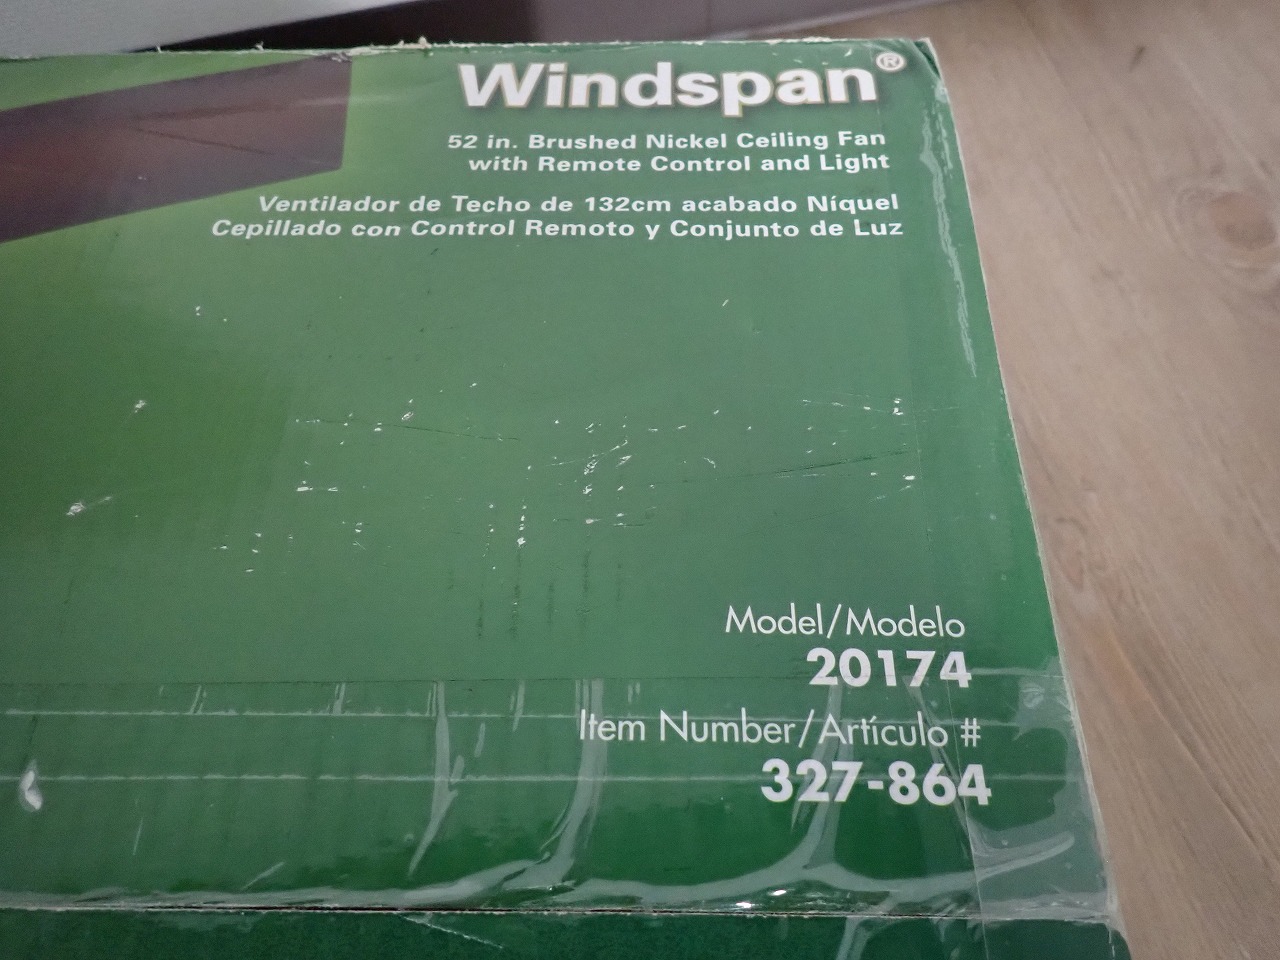 Windspan®
52 in. Brushed Nickel Ceiling Fan
with Remote Control and Light
Ventilador de Techo de 132cm acabado Níquel
Cepillado con Control Remoto y Conjunto de Luz
Model/Modelo
20174
Item Number/Artículo #
327-864